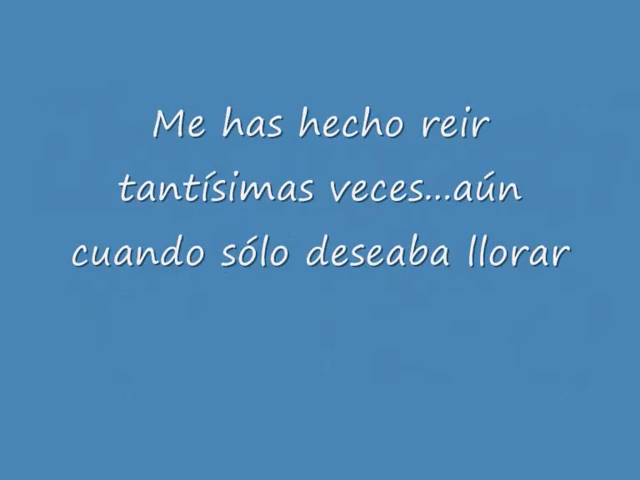 Me has hecho reir
tantísimas veces...aún
cuando sólo deseaba llorar